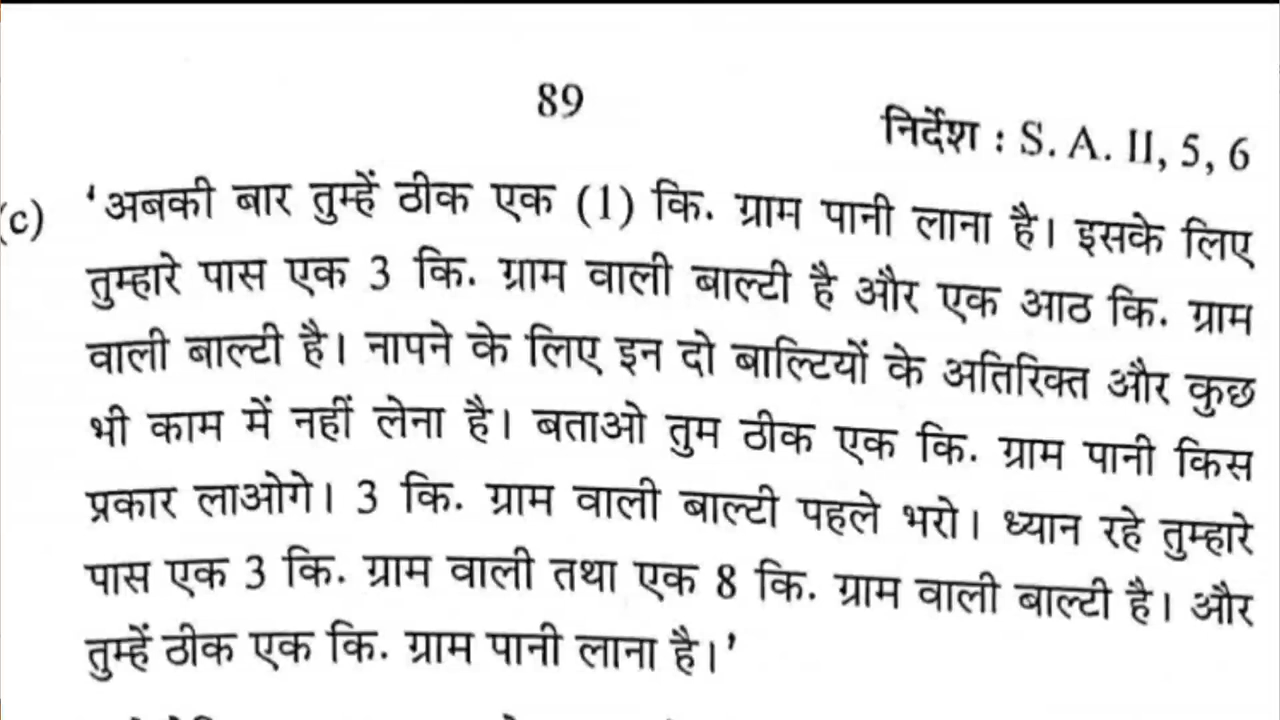 89
निर्देश : S. A. II, 5, 6
(c) ‘अबकी बार तुम्हें ठीक एक (1) कि. ग्राम पानी लाना है। इसके लिए
तुम्हारे पास एक 3 कि. ग्राम वाली बाल्टी है और एक आठ कि. ग्राम
वाली बाल्टी है। नापने के लिए इन दो बाल्टियों के अतिरिक्त और कुछ
भी काम में नहीं लेना है। बताओ तुम ठीक एक कि. ग्राम पानी किस
प्रकार लाओगे। 3 कि. ग्राम वाली बाल्टी पहले भरो। ध्यान रहे तुम्हारे
पास एक 3 कि. ग्राम वाली तथा एक 8 कि. ग्राम वाली बाल्टी है। और
तुम्हें ठीक एक कि. ग्राम पानी लाना है।’